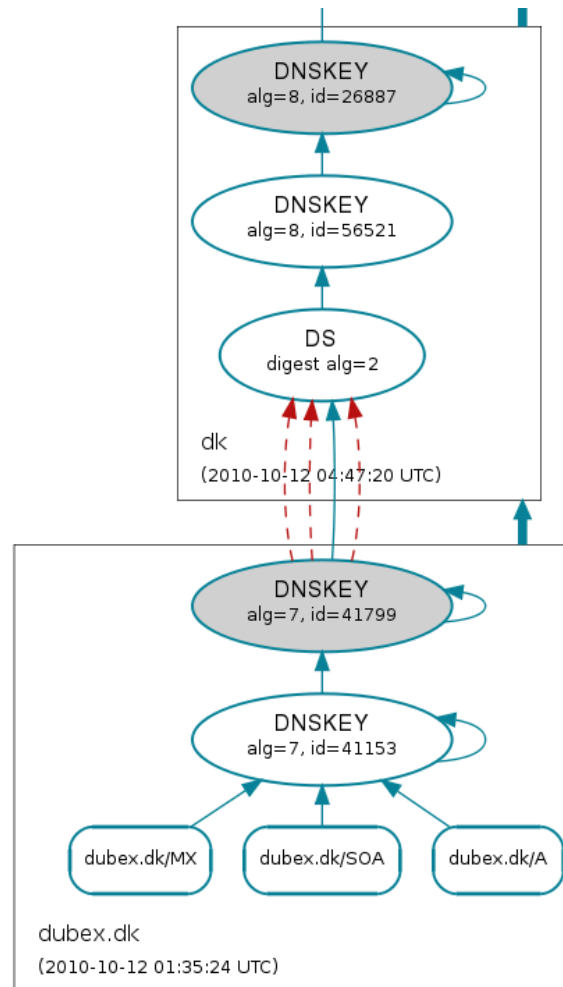 DNSKEY
alg=8, id=26887
DNSKEY
alg=8, id=56521
DS
digest alg=2
dk
(2010-10-12 04:47:20 UTC)
DNSKEY
alg=7, id=41799
DNSKEY
alg=7, id=41153
dubex.dk/MX
dubex.dk/SOA
dubex.dk/A
dubex.dk
(2010-10-12 01:35:24 UTC)